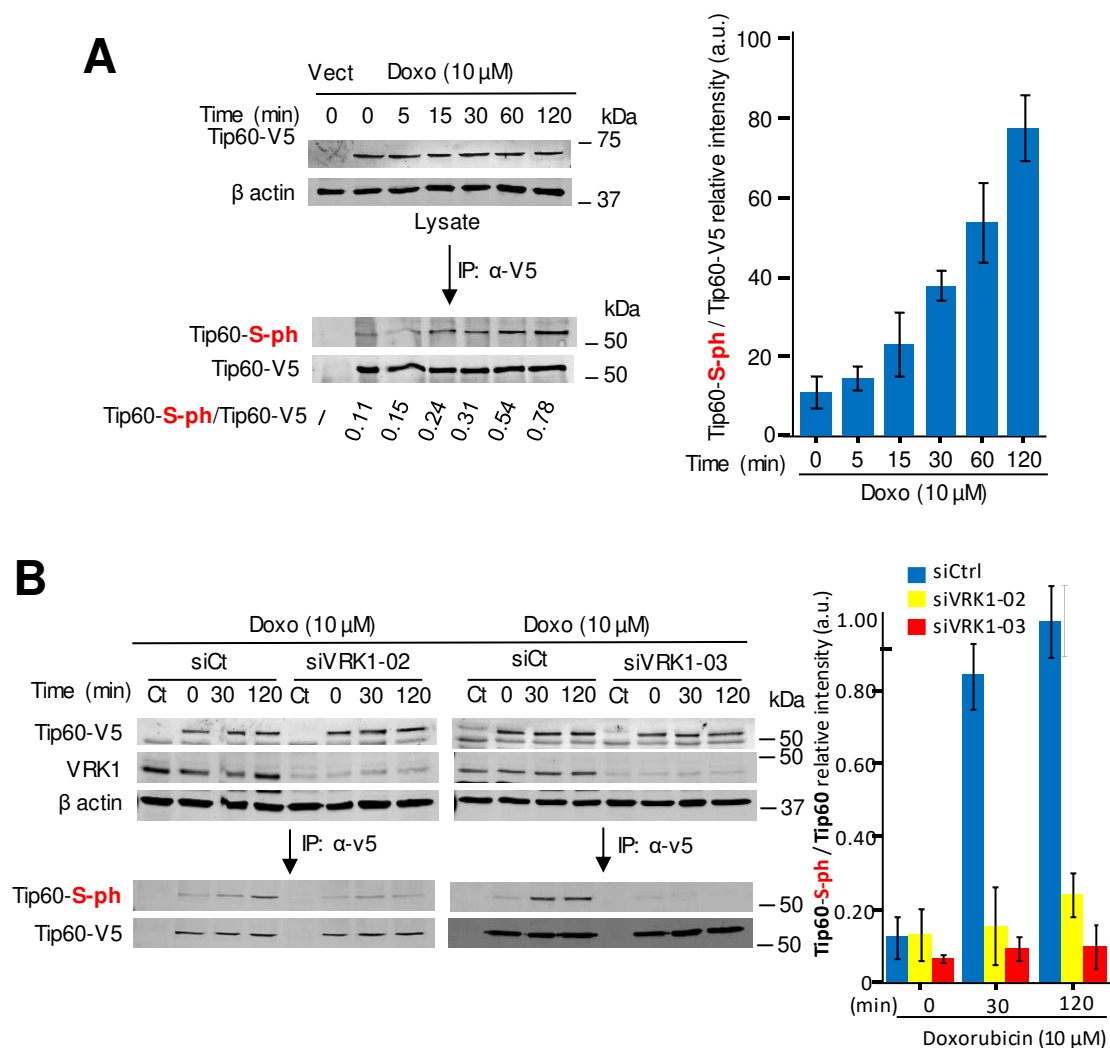 A
Vect Doxo (10 µM)
Time (min) 0 0 5 15 30 60 120 kDa
Tip60-V5
– 75
β actin
– 37
Lysate
IP: α-V5
kDa
Tip60-S-ph
– 50
Tip60-V5
– 50
Tip60-S-ph/Tip60-V5 / 0.11 0.15 0.24 0.31 0.54 0.78
Tip60-S-ph / Tip60-V5 relative intensity (a.u.)
100
80
60
40
20
0
Time (min) 0 5 15 30 60 120
Doxo (10 µM)
B
Doxo (10 µM) Doxo (10 µM)
siCt siVRK1-02 siCt siVRK1-03
Time (min) Ct 0 30 120 Ct 0 30 120 Ct 0 30 120 Ct 0 30 120 kDa
Tip60-V5
– 50
– 50
VRK1
β actin
– 37
IP: α-v5 IP: α-v5
Tip60-S-ph
– 50
Tip60-V5
– 50
siCtrl
siVRK1-02
siVRK1-03
Tip60-S-ph / Tip60 relative intensity (a.u.)
1.00
0.80
0.60
0.40
0.20
0
(min) 0 30 120
Doxorubicin (10 µM)